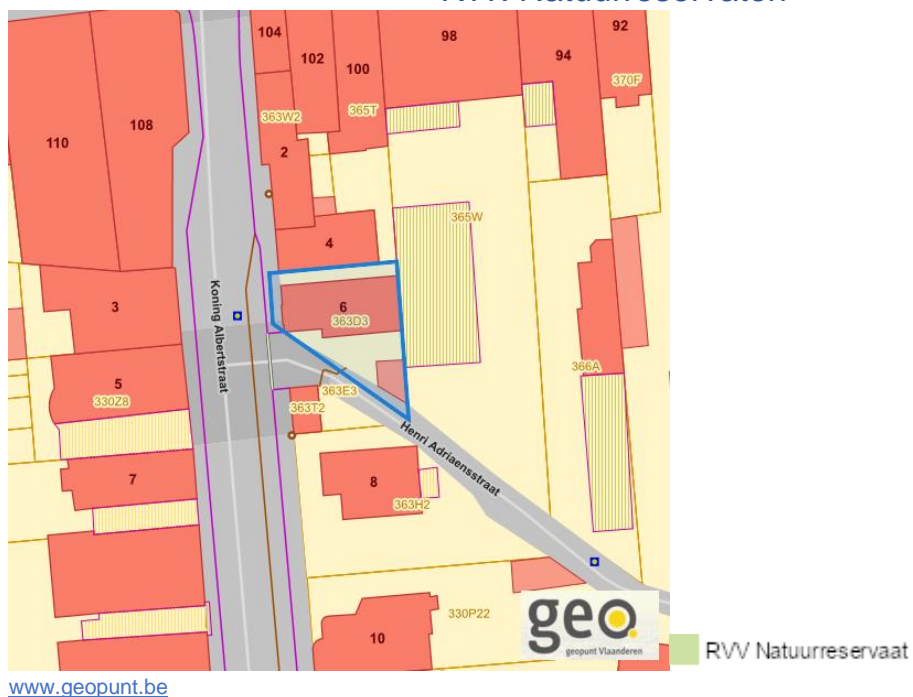 RVV Natuurreservaten
104
102
100
98
92
94
370F
365T
363W2
110
108
2
365W
4
3
Koning Albertstraat
6
363D3
5
330Z8
363E3
366A
363T2
Henri Adriaensstraat
7
8
363H2
330P22
10
geo.
geopunt Vlaanderen
RVV Natuurreservaat
www.geopunt.be